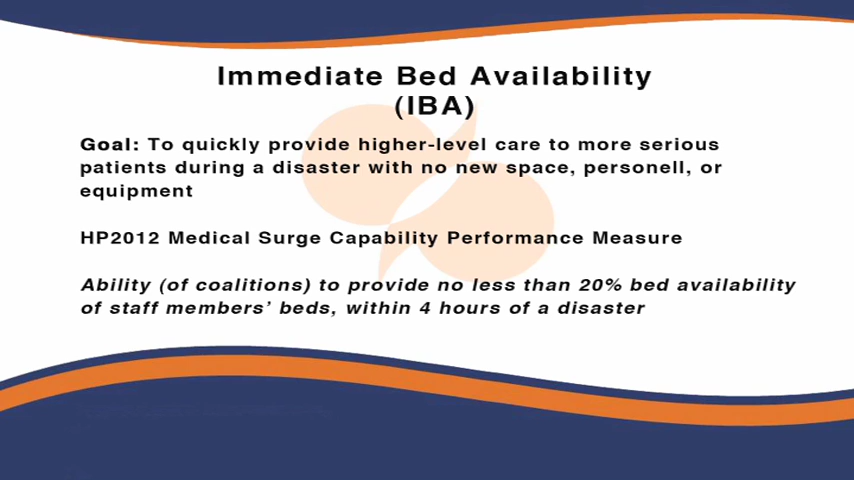 Immediate Bed Availability
(IBA)
Goal: To quickly provide higher-level care to more serious
patients during a disaster with no new space, personell, or
equipment
HP2012 Medical Surge Capability Performance Measure
Ability (of coalitions) to provide no less than 20% bed availability
of staff members’ beds, within 4 hours of a disaster